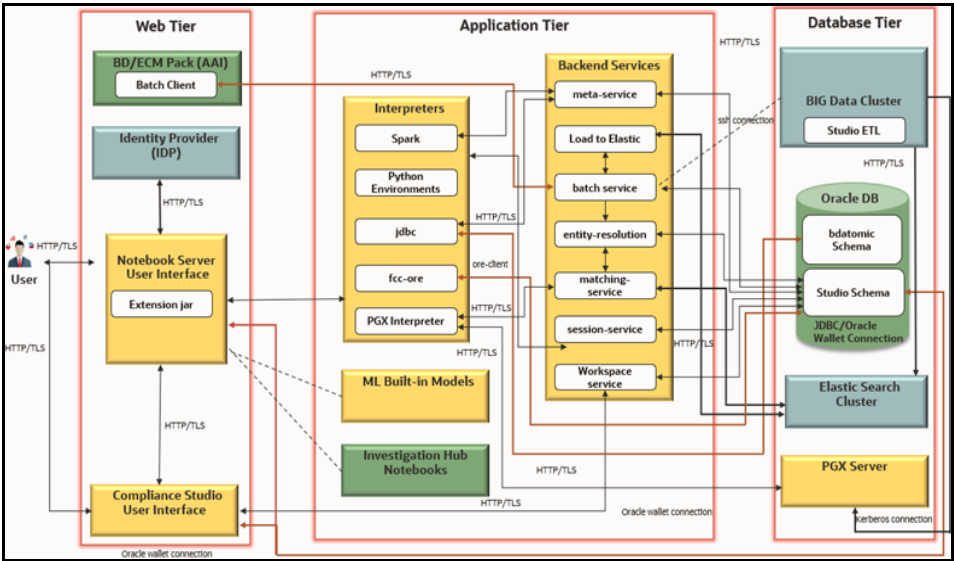 Web Tier
Application Tier
Database Tier
BD/ECM Pack (AAI)
Batch Client
HTTP/TLS
HTTP/TLS
Backend Services
meta-service
Interpreters
Spark
Python
Environments
jdbc
fcc-ore
PGX Interpreter
Load to Elastic
batch service
entity-resolution
matching-
service
session-service
Workspace
service
BIG Data Cluster
Studio ETL
ssh connection
HTTP/TLS
Identity Provider
(IDP)
HTTP/TLS
HTTP/TLS
User
Notebook Server
User Interface
Extension jar
HTTP/TLS
ore-client
HTTP/TLS
HTTP/TLS
HTTP/TLS
Oracle DB
bdatomic
Schema
Studio Schema
JDBC/Oracle
Wallet Connection
HTTP/TLS
ML Built-in Models
Elastic Search
Cluster
HTTP/TLS
Investigation Hub
Notebooks
HTTP/TLS
PGX Server
Compliance Studio
User Interface
HTTP/TLS
Oracle wallet connection
Kerberos connection
Oracle wallet connection